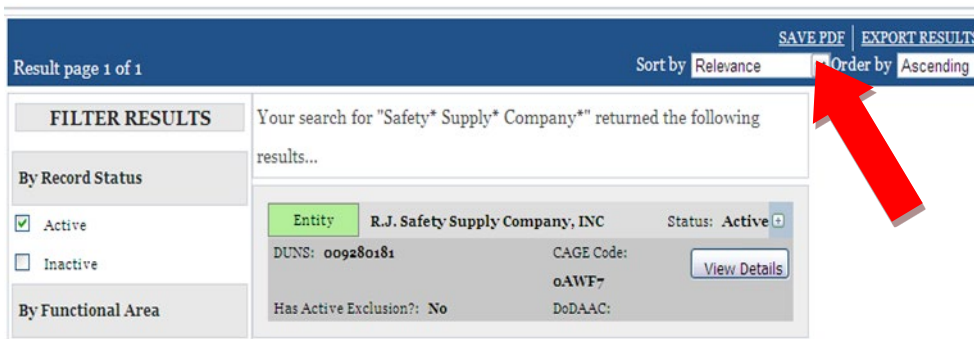 SAVE PDF | EXPORT RESULTS
Result page 1 of 1
Sort by Relevance
Order by Ascending
FILTER RESULTS
By Record Status
Active
Inactive
By Functional Area
Your search for "Safety* Supply* Company*" returned the following
results...
Entity R.J. Safety Supply Company, INC Status: Active
DUNS: 009280181 CAGE Code:
0AWF7
View Details
Has Active Exclusion?: No DoDAAC: